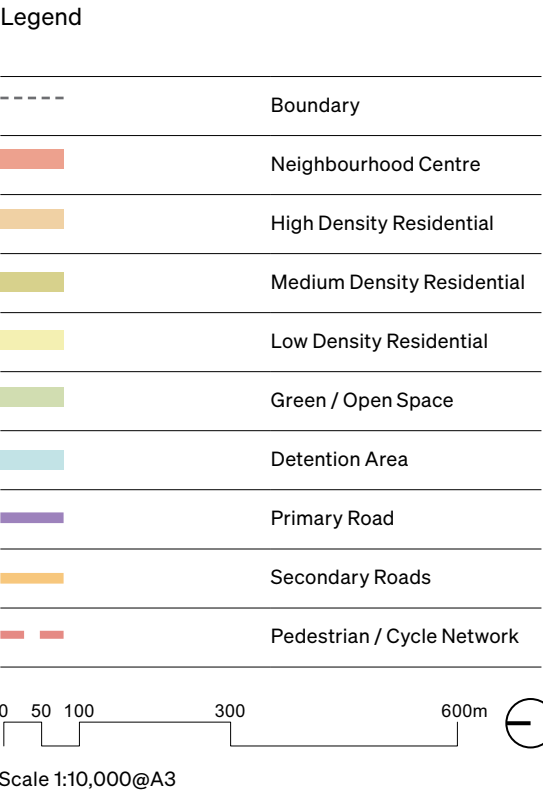 Legend
Boundary
Neighbourhood Centre
High Density Residential
Medium Density Residential
Low Density Residential
Green / Open Space
Detention Area
Primary Road
Secondary Roads
Pedestrian / Cycle Network
0 50 100 300 600m
Scale 1:10,000@A3